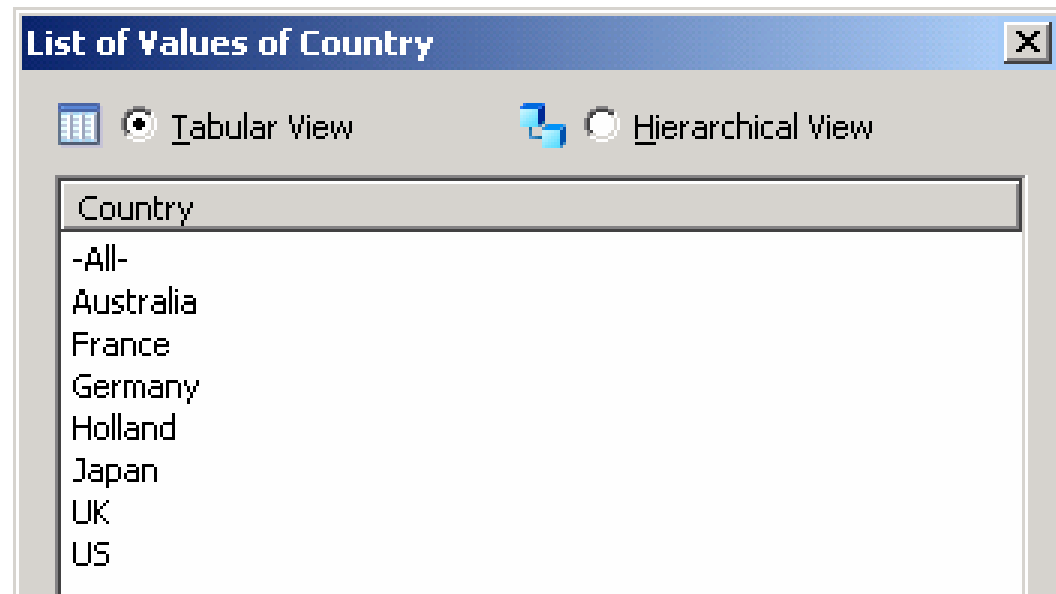 List of Values of Country
Tabular View Hierarchical View
Country
-All-
Australia
France
Germany
Holland
Japan
UK
US